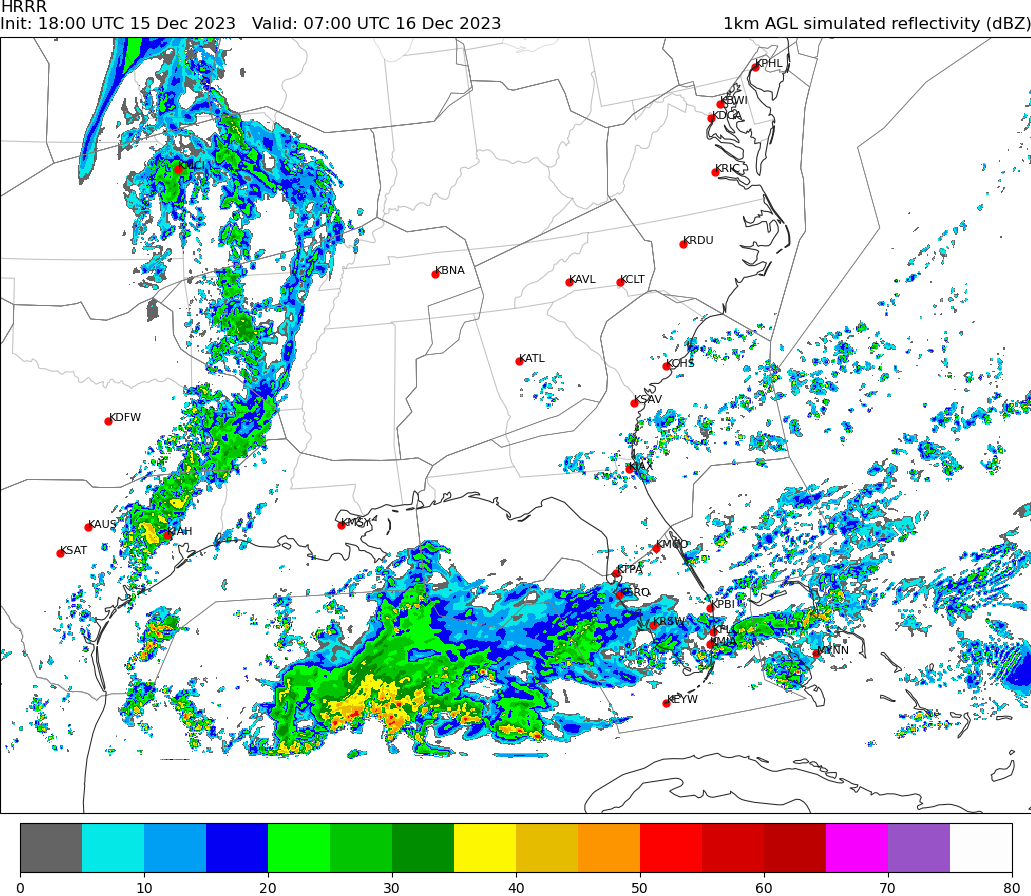 HRRR
Init: 18:00 UTC 15 Dec 2023   Valid: 07:00 UTC 16 Dec 2023   1km AGL simulated reflectivity (dBZ)
KPHL
KBWI
KDCA
KMCI
KRIC
KRDU
KBNA
KAVL
KCLT
KATL
KCHS
KSAV
KDFW
KJAX
KMSY
KAUS
KIAH
KSAT
KMCO
KTPA
KSRQ
KPBI
KRSW
KFLL
KMIA
MYNN
KEYW
0 10 20 30 40 50 60 70 80